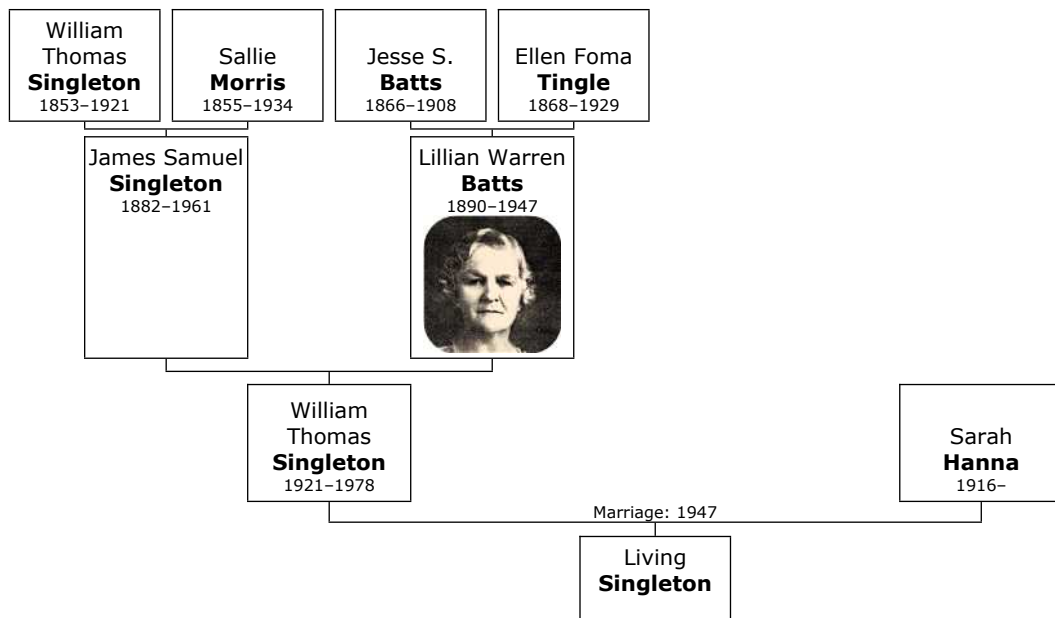 William
Thomas
Singleton
1853–1921
Sallie
Morris
1855–1934
Jesse S.
Batts
1866–1908
Ellen Foma
Tingle
1868–1929
James Samuel
Singleton
1882–1961
Lillian Warren
Batts
1890–1947
William
Thomas
Singleton
1921–1978
Sarah
Hanna
1916–
Marriage: 1947
Living
Singleton